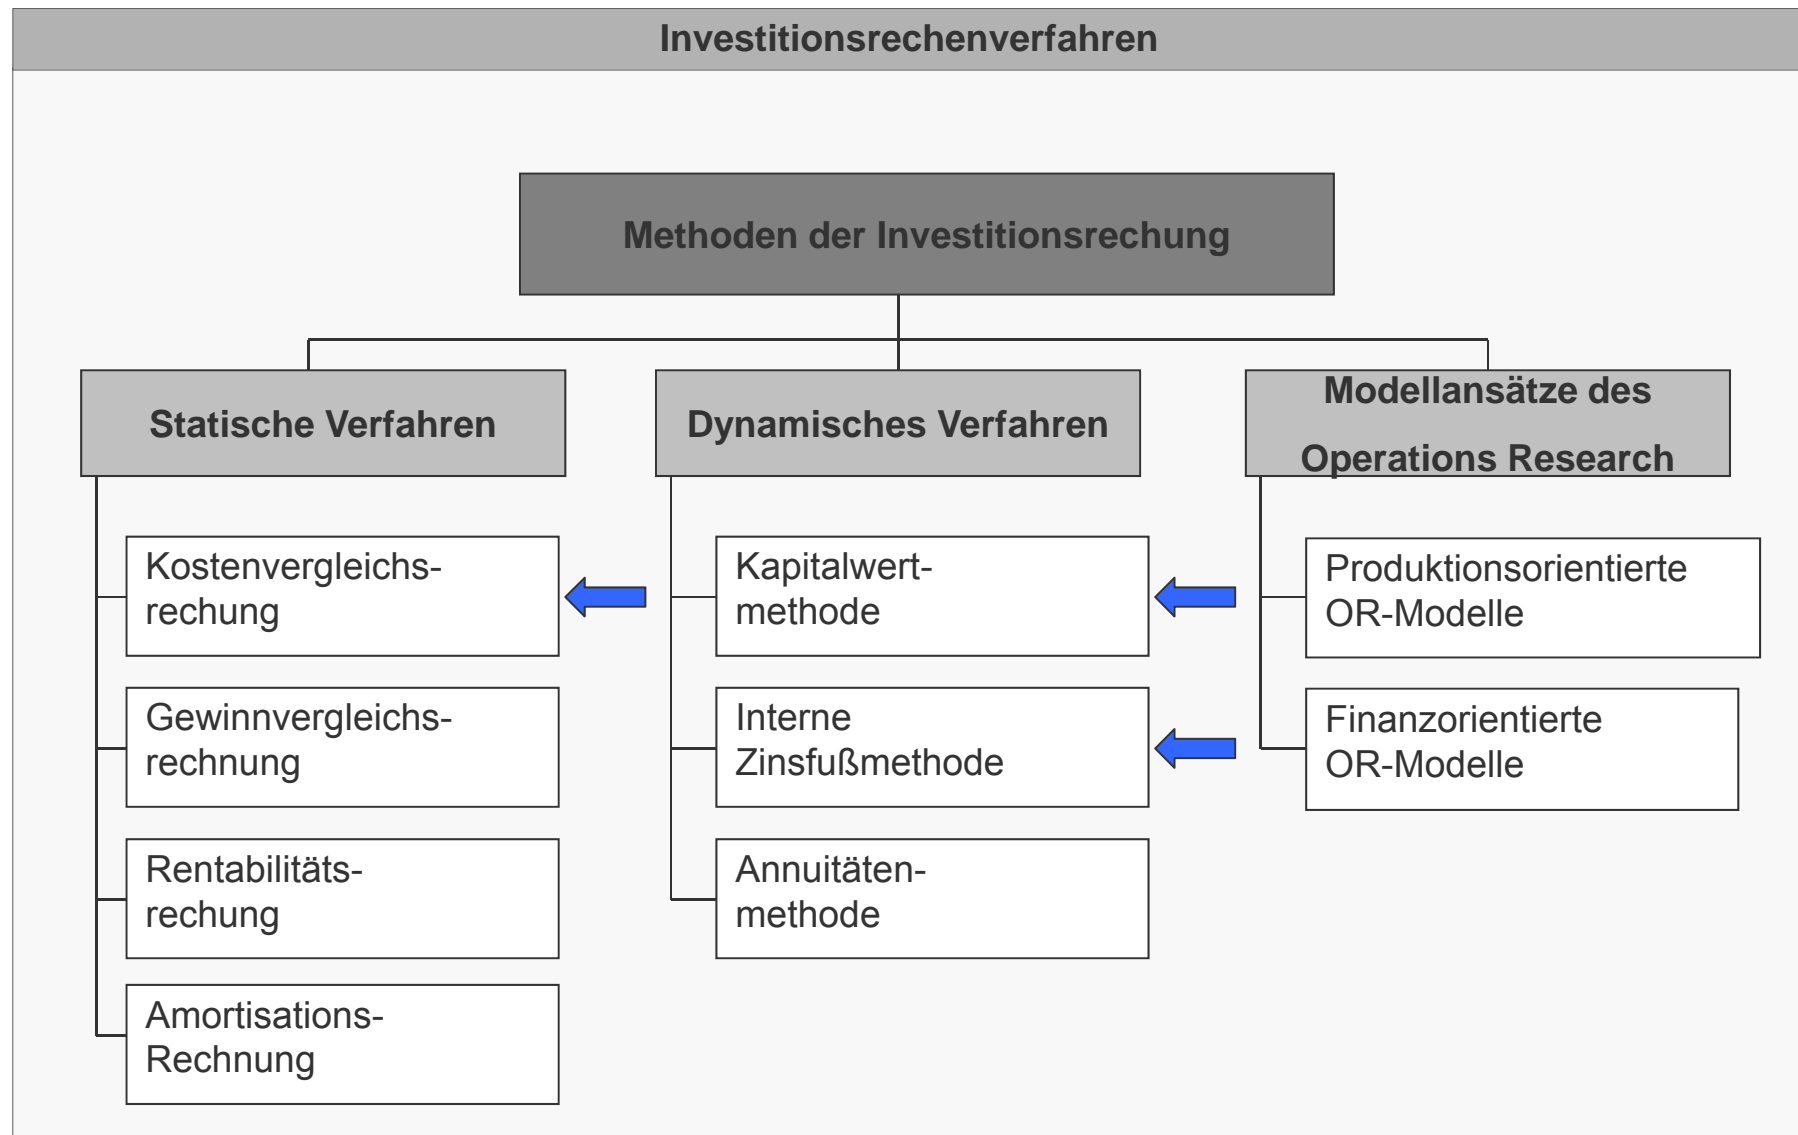 Investitionsrechenverfahren
Methoden der Investitionsrechung
Statische Verfahren
Kostenvergleichs-
rechung
Gewinnvergleichs-
rechnung
Rentabilitäts-
rechung
Amortisations-
Rechnung
Dynamisches Verfahren
Kapitalwert-
methode
Interne
Zinsfußmethode
Annuitäten-
methode
Modellansätze des
Operations Research
Produktionsorientierte
OR-Modelle
Finanzorientierte
OR-Modelle